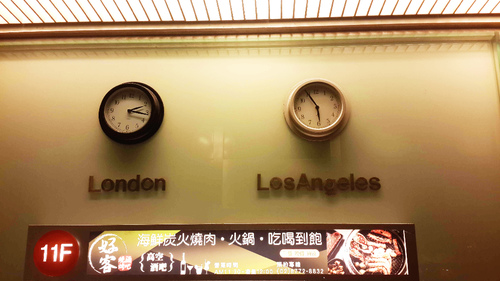 London
LosAngeles
11F
好客
海鮮炭火燒肉・火鍋・吃喝到飽
{高空酒吧}